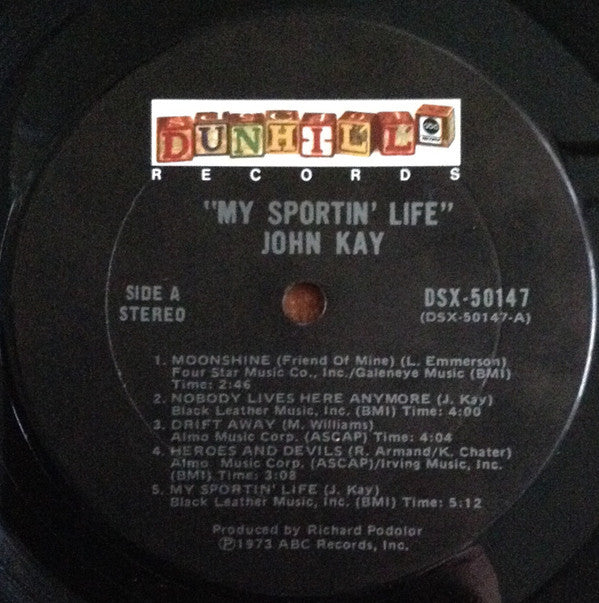 DUNHILL abc
RECORDS
"MY SPORTIN' LIFE"
JOHN KAY
SIDE A
STEREO
DSX-50147
(DSX-50147-A)
1. MOONSHINE (Friend Of Mine) (L. Emmerson)
Four Star Music Co., Inc./Galeneye Music (BMI)
Time: 2:46
2. NOBODY LIVES HERE ANYMORE (J. Kay)
Black Leather Music, Inc. (BMI) Time: 4:00
3. DRIFT AWAY (M. Williams)
Almo Music Corp. (ASCAP) Time: 4:04
4. HEROES AND DEVILS (R. Armand/K. Chater)
Almo. Music Corp. (ASCAP)/Irving Music, Inc.
(BMI) Time: 3:08
5. MY SPORTIN' LIFE (J. Kay)
Black Leather Music, Inc. (BMI) Time: 5:12
Produced by Richard Podolor
Ⓟ1973 ABC Records, Inc.